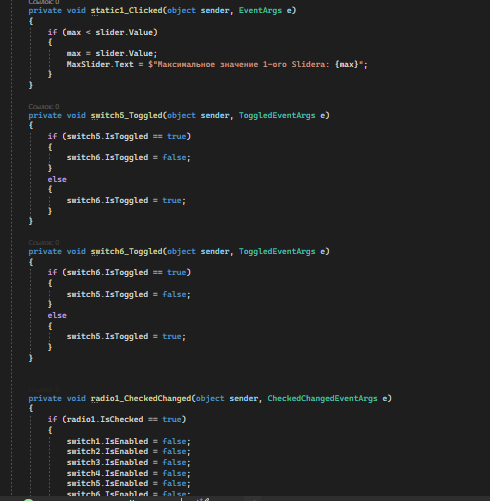 Ссылок: 0
private void static1_Clicked(object sender, EventArgs e)
{
if (max < slider.Value)
{
max = slider.Value;
MaxSlider.Text = $"Максимальное значение 1-ого Slidera: {max}";
}
}
Ссылок: 0
private void switch5_Toggled(object sender, ToggledEventArgs e)
{
if (switch5.IsToggled == true)
{
switch6.IsToggled = false;
}
else
{
switch6.IsToggled = true;
}
}
Ссылок: 0
private void switch6_Toggled(object sender, ToggledEventArgs e)
{
if (switch6.IsToggled == true)
{
switch5.IsToggled = false;
}
else
{
switch5.IsToggled = true;
}
}
private void radio1_CheckedChanged(object sender, CheckedChangedEventArgs e)
{
if (radio1.IsChecked == true)
{
switch1.IsEnabled = false;
switch2.IsEnabled = false;
switch3.IsEnabled = false;
switch4.IsEnabled = false;
switch5.IsEnabled = false;
switch6.IsEnabled = false;